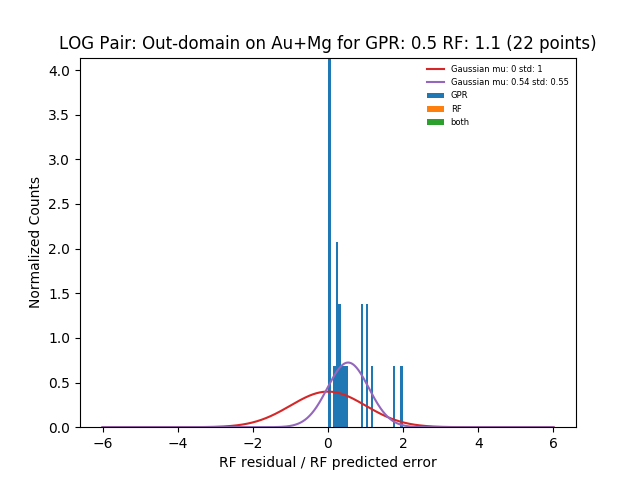 LOG Pair: Out-domain on Au+Mg for GPR: 0.5 RF: 1.1 (22 points)
Gaussian mu: 0 std: 1
Gaussian mu: 0.54 std: 0.55
GPR
RF
both
Normalized Counts
4.0
3.5
3.0
2.5
2.0
1.5
1.0
0.5
0.0
−6
−4
−2
0
2
4
6
RF residual / RF predicted error